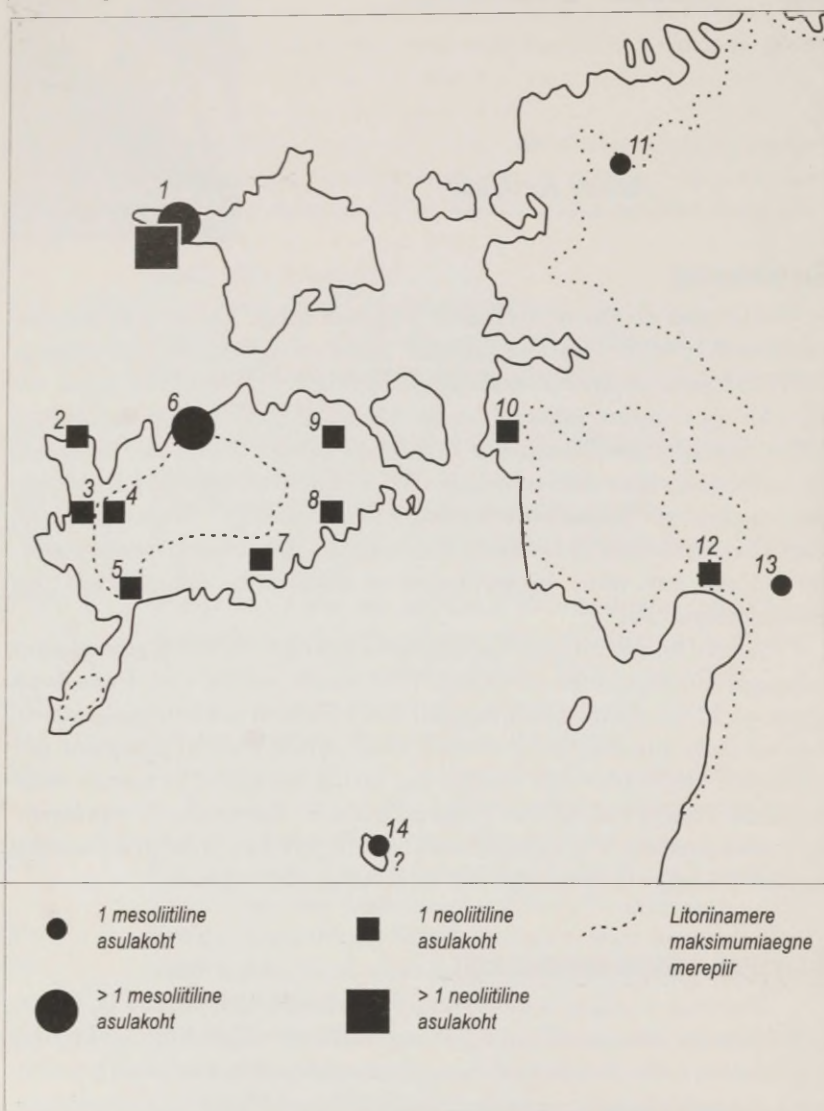 11
1
6
2
9
10
3
4
8
7
12
13
5
14
?
1 mesoliitiline
asulakoht
1 neoliitiline
asulakoht
Litoriinamere
maksimumiaegne
merepiir
> 1 mesoliitiline
asulakoht
> 1 neoliitiline
asulakoht